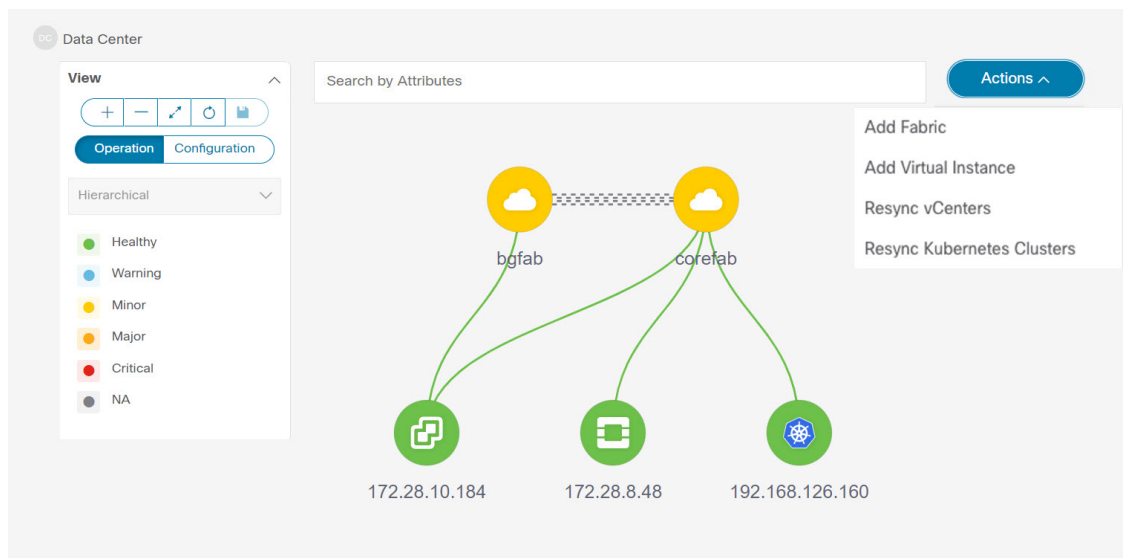 DC Data Center
View
Search by Attributes
Actions
Operation Configuration
Hierarchical
Healthy
Warning
Minor
Major
Critical
NA
Add Fabric
Add Virtual Instance
Resync vCenters
Resync Kubernetes Clusters
bgfab corefab
172.28.10.184 172.28.8.48 192.168.126.160